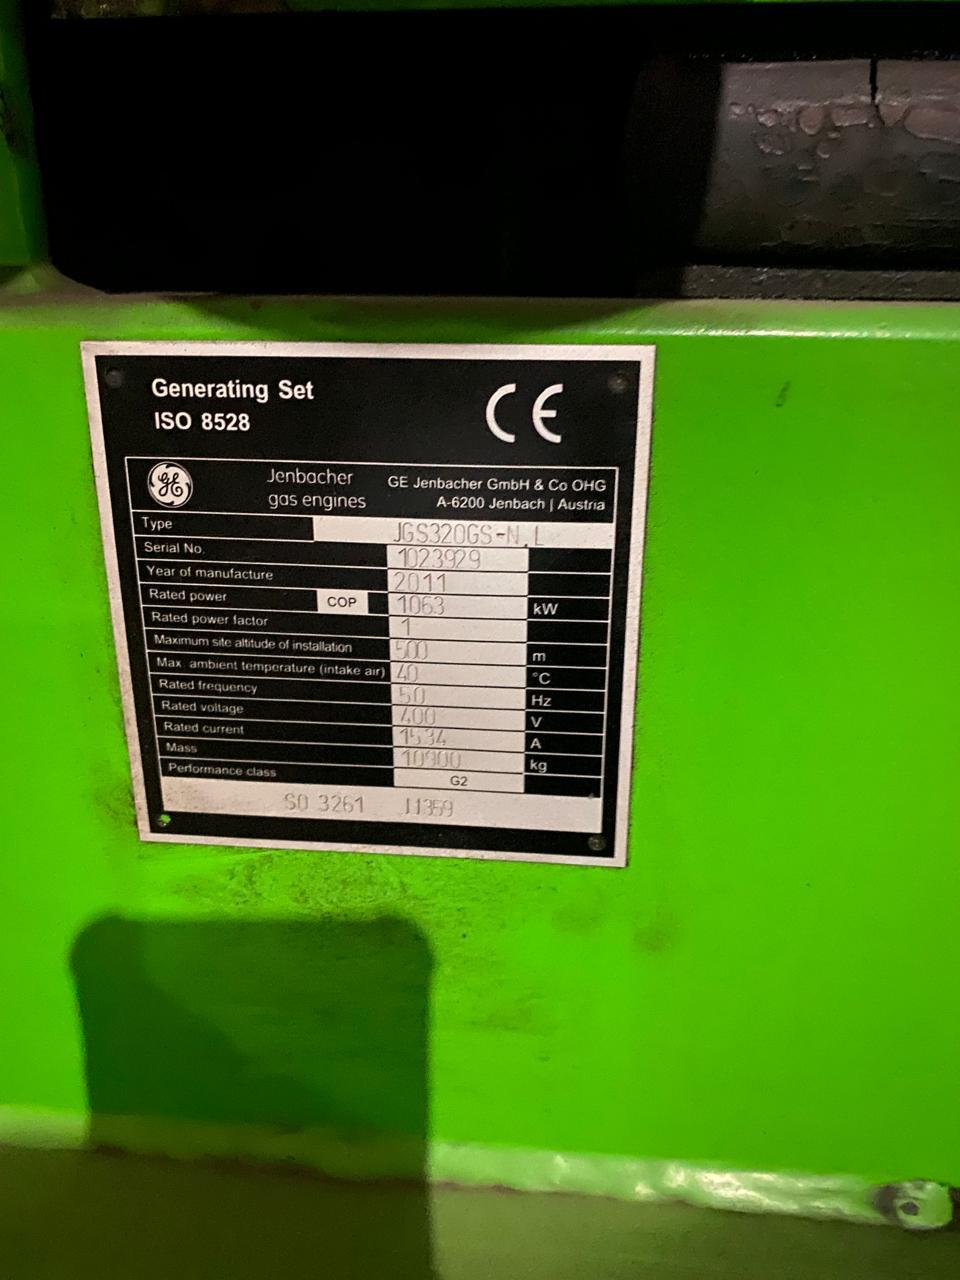 Generating Set
ISO 8528
CE
GE
Jenbacher
gas engines
GE Jenbacher GmbH & Co OHG
A-6200 Jenbach | Austria
Type JGS320GS-N.L
Serial No. 1023929
Year of manufacture 2011
Rated power COP 1063 kW
Rated power factor 1
Maximum site altitude of installation 500 m
Max. ambient temperature (intake air) 40 °C
Rated frequency 50 Hz
Rated voltage 400 V
Rated current 1534 A
Mass 10900 kg
Performance class G2
SO 3261 J1359